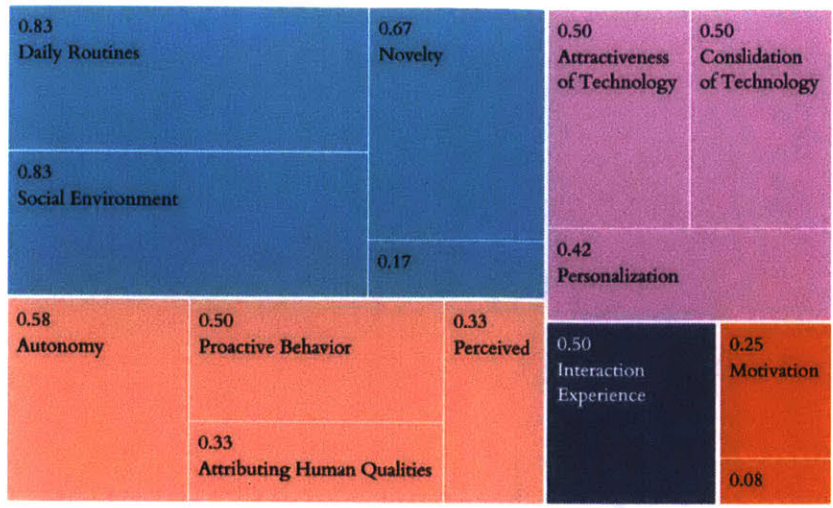 0.83
Daily Routines
0.67
Novelty
0.50
Attractiveness
of Technology
0.50
Conslidation
of Technology
0.83
Social Environment
0.17
0.42
Personalization
0.58
Autonomy
0.50
Proactive Behavior
0.33
Perceived
0.33
Attributing Human Qualities
0.50
Interaction
Experience
0.25
Motivation
0.08